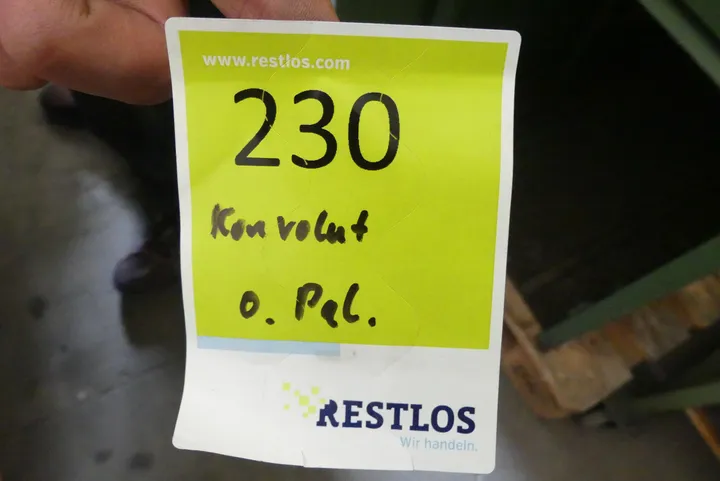 www.restlos.com
230
Konvolut
o. Pal.
RESTLOS
Wir handeln.